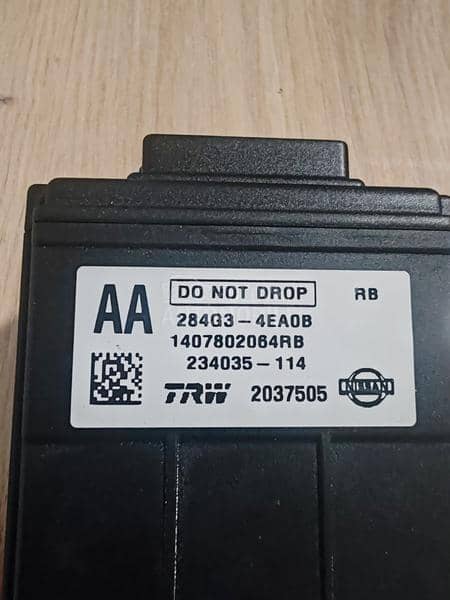 AA
DO NOT DROP
RB
284G3-4EA0B
1407802064RB
234035-114
TRW 2037505 NISSAN